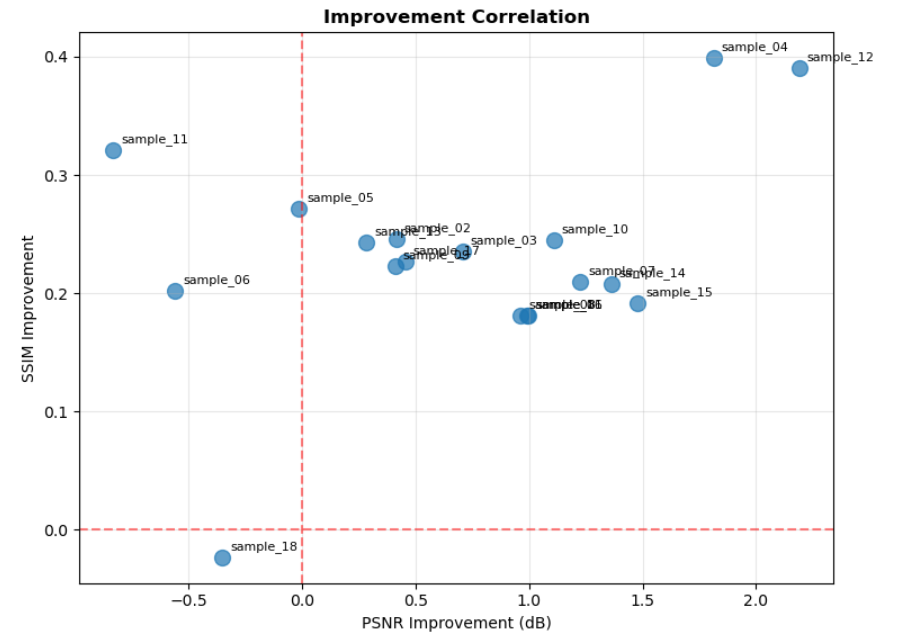 Improvement Correlation
sample_04
sample_12
sample_11
sample_05
sample_02
sample_13
sample_10
sample_03
sample_17
sample_09
sample_07
sample_14
sample_06
sample_15
sample_18
0.4
0.3
0.2
0.1
0.0
SSIM Improvement
−0.5
0.0
0.5
1.0
1.5
2.0
PSNR Improvement (dB)